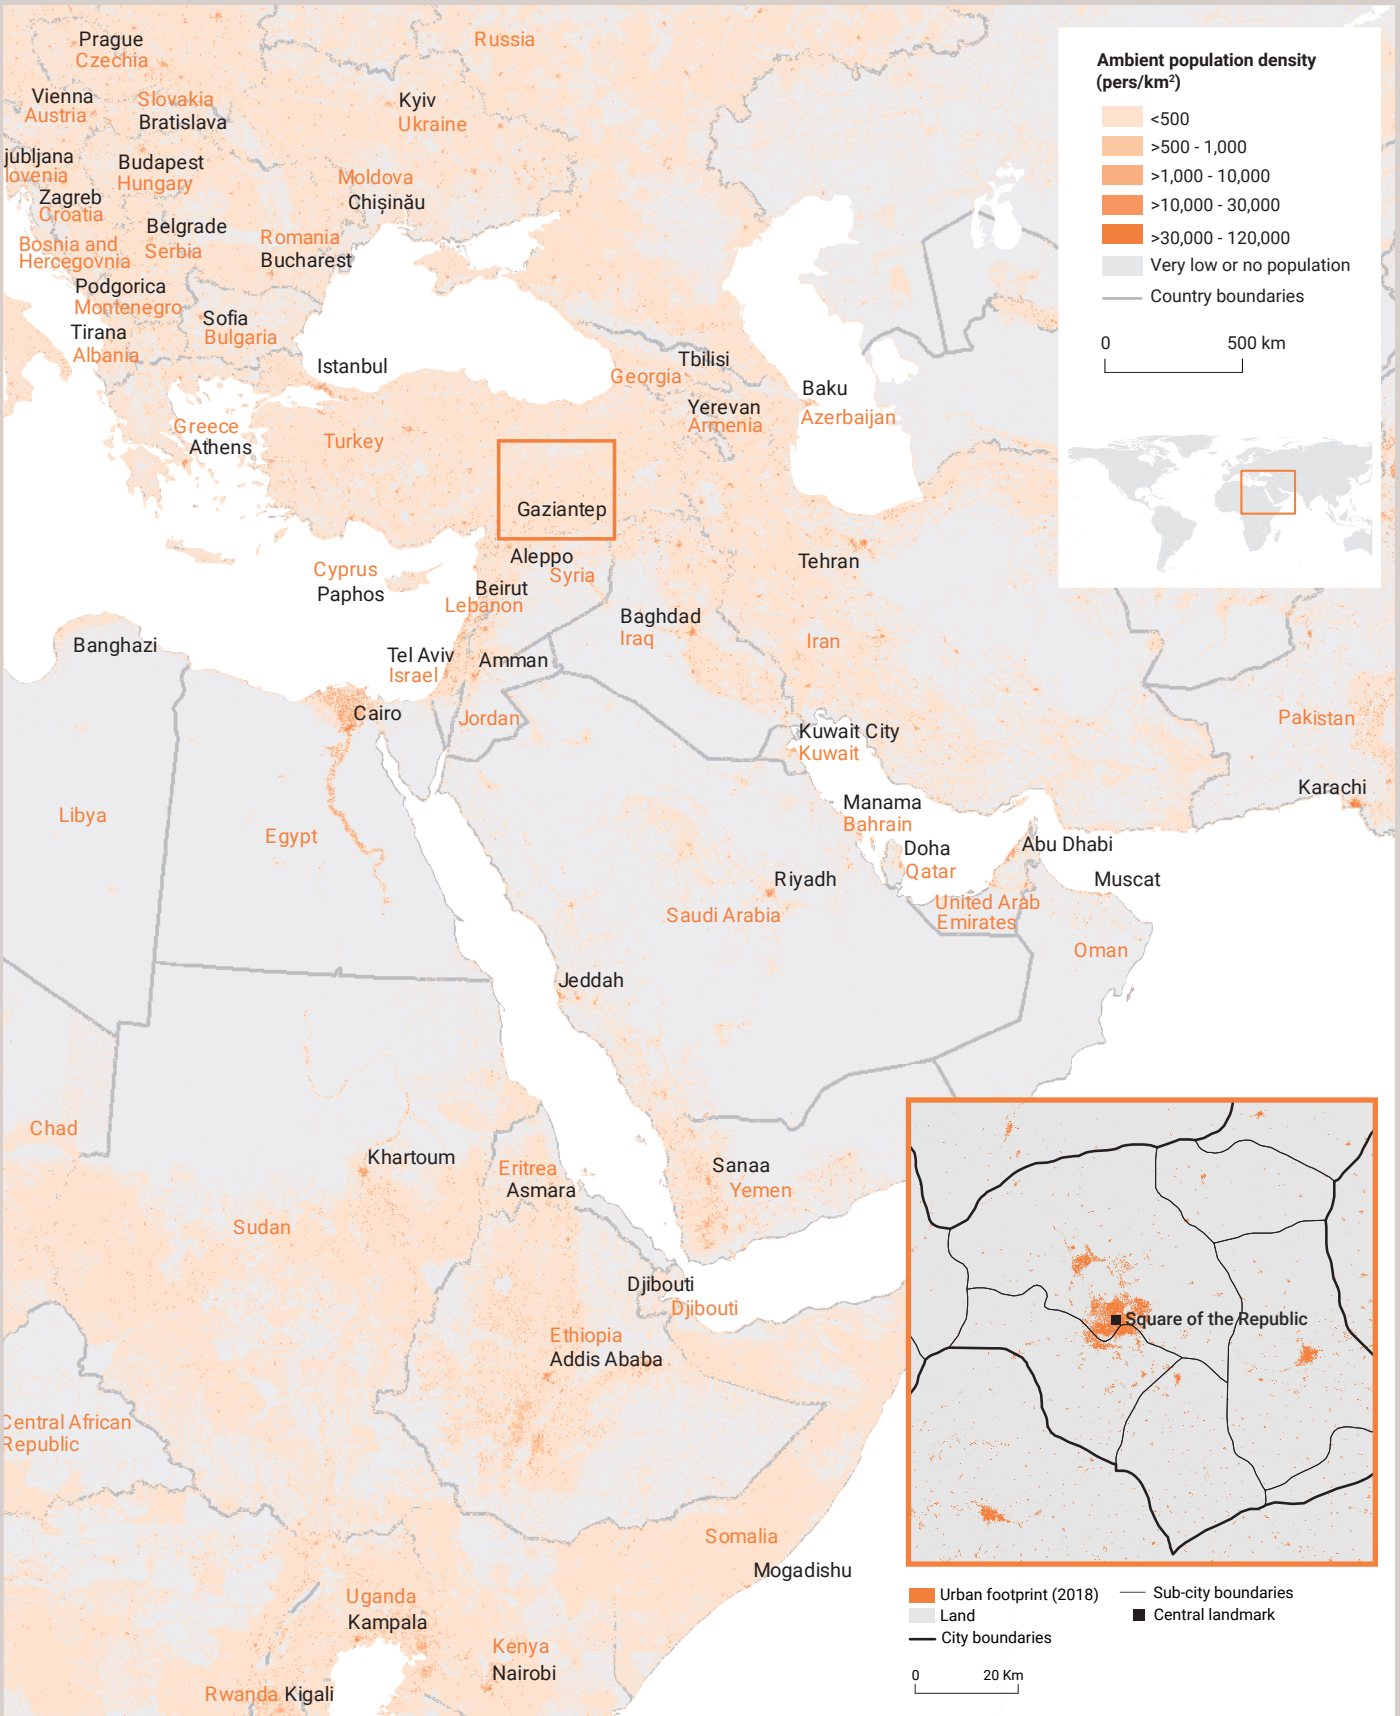 Prague
Czechia
Russia
Vienna
Austria
Slovakia
Bratislava
Kyiv
Ukraine
jubljana
lovenia
Budapest
Hungary
Moldova
Chișinău
Zagreb
Croatia
Belgrade
Serbia
Bosnia and
Hercegovnia
Romania
Bucharest
Podgorica
Montenegro
Sofia
Bulgaria
Tirana
Albania
Istanbul
Tbilisi
Georgia
Baku
Azerbaijan
Yerevan
Armenia
Greece
Athens
Turkey
Gaziantep
Aleppo
Syria
Tehran
Cyprus
Paphos
Beirut
Lebanon
Baghdad
Iraq
Iran
Banghazi
Tel Aviv
Israel
Amman
Cairo
Jordan
Kuwait City
Kuwait
Pakistan
Karachi
Libya
Egypt
Manama
Bahrain
Doha
Qatar
Abu Dhabi
Muscat
Riyadh
Saudi Arabia
United Arab
Emirates
Oman
Jeddah
Chad
Khartoum
Eritrea
Asmara
Sanaa
Yemen
Sudan
Djibouti
Djibouti
Ethiopia
Addis Ababa
Central African
Republic
Somalia
Mogadishu
Uganda
Kampala
Kenya
Nairobi
Rwanda Kigali
Ambient population density
(pers/km²)
<500
>500 - 1,000
>1,000 - 10,000
>10,000 - 30,000
>30,000 - 120,000
Very low or no population
Country boundaries
0 500 km
Square of the Republic
Urban footprint (2018)
Land
City boundaries
Sub-city boundaries
Central landmark
0 20 Km